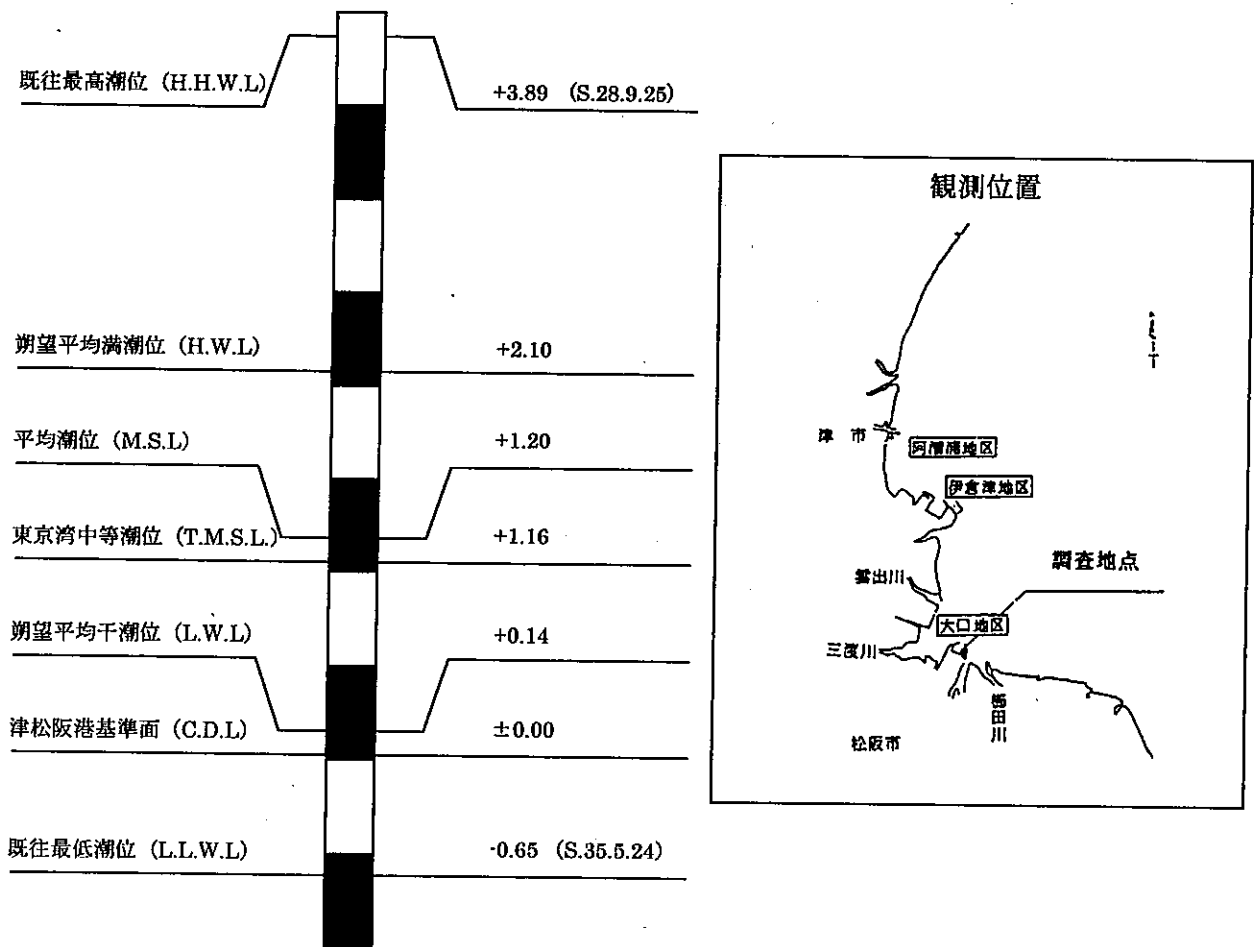 既往最高潮位 (H.H.W.L)
+3.89 (S.28.9.25)
朔望平均満潮位 (H.W.L)
+2.10
平均潮位 (M.S.L)
+1.20
東京湾中等潮位 (T.M.S.L.)
+1.16
朔望平均干潮位 (L.W.L)
+0.14
津松阪港基準面 (C.D.L)
±0.00
既往最低潮位 (L.L.W.L)
-0.65 (S.35.5.24)
観測位置
津 市
阿漕浦地区
伊倉津地区
雲出川
調査地点
大口地区
三渡川
櫛田川
松阪市